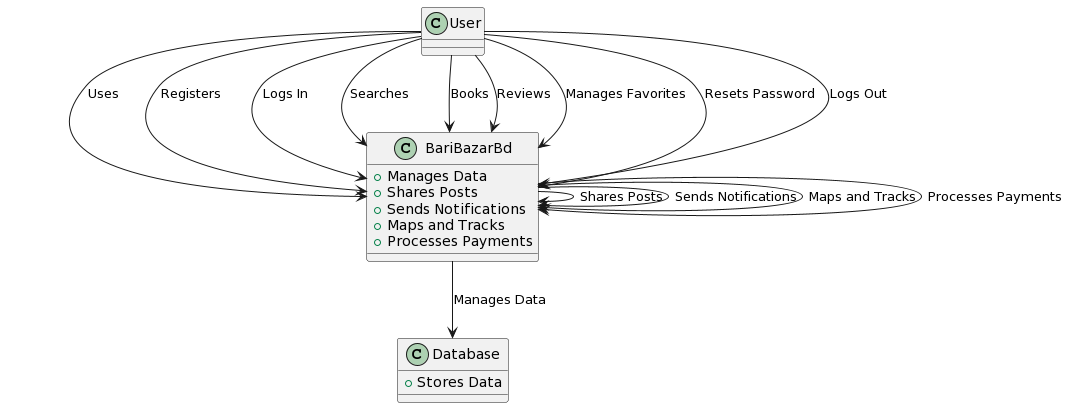 C User
Uses
Registers
Logs In
Searches
Books
Reviews
Manages Favorites
Resets Password
Logs Out
C BariBazarBd
Manages Data
Shares Posts
Sends Notifications
Maps and Tracks
Processes Payments
Shares Posts
Sends Notifications
Maps and Tracks
Processes Payments
Manages Data
C Database
Stores Data